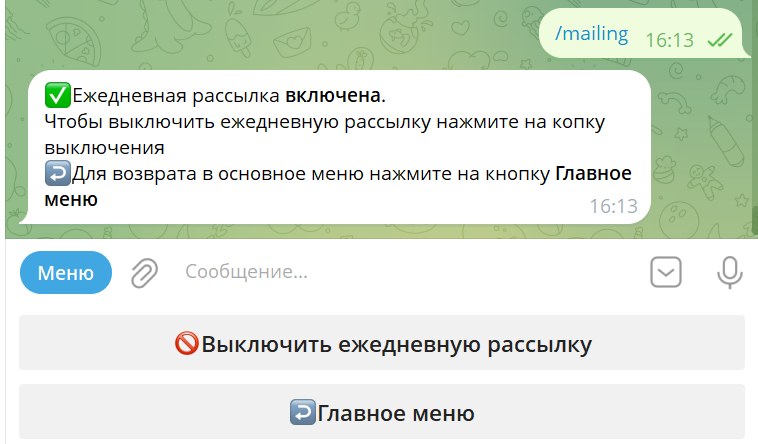 /mailing 16:13
✅Ежедневная рассылка включена.
Чтобы выключить ежедневную рассылку нажмите на копку
выключения
↩️Для возврата в основное меню нажмите на кнопку Главное
меню
16:13
Меню Сообщение...
🚫Выключить ежедневную рассылку
↩️Главное меню